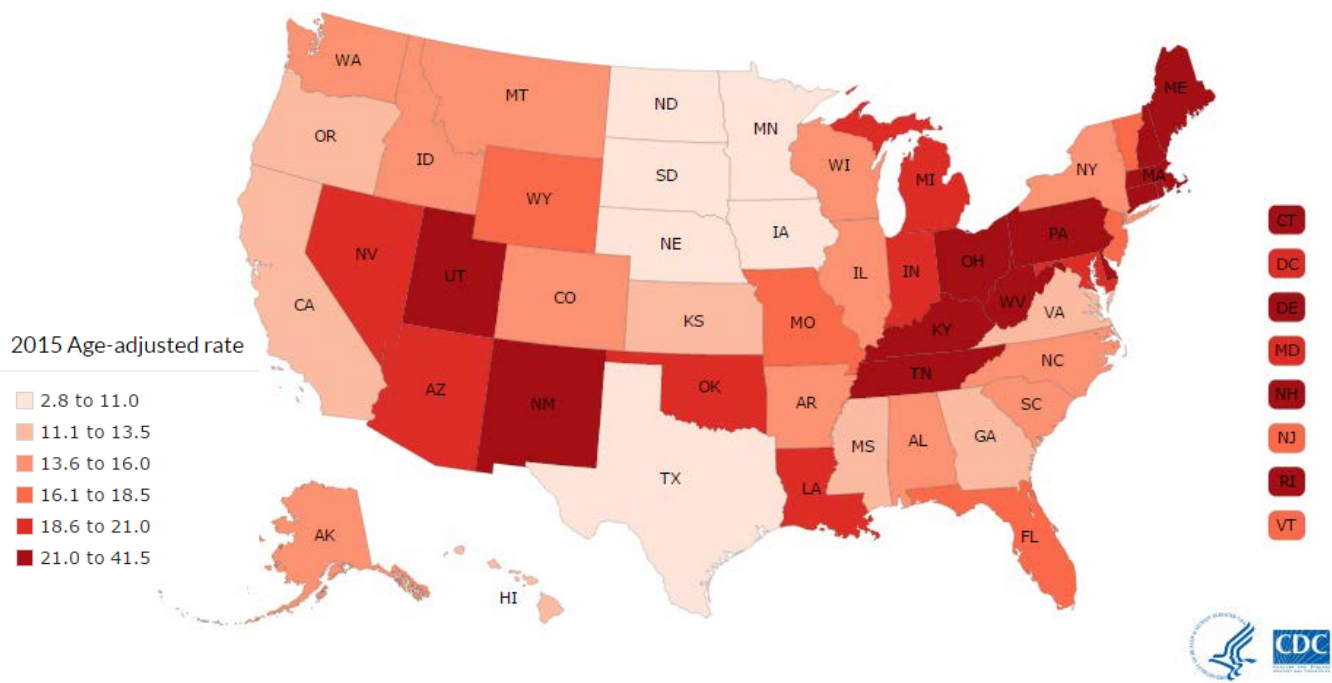 WA
MT
ND
MN
OR
ID
SD
WI
MI
NY
ME
MA
WY
NE
IA
PA
NV
UT
CO
IL
IN
OH
WV
CA
KS
MO
KY
VA
AZ
NM
OK
AR
TN
NC
SC
MS
AL
GA
TX
LA
FL
AK
HI
CT
DC
DE
MD
NH
NJ
RI
VT
2015 Age-adjusted rate
2.8 to 11.0
11.1 to 13.5
13.6 to 16.0
16.1 to 18.5
18.6 to 21.0
21.0 to 41.5
CDC